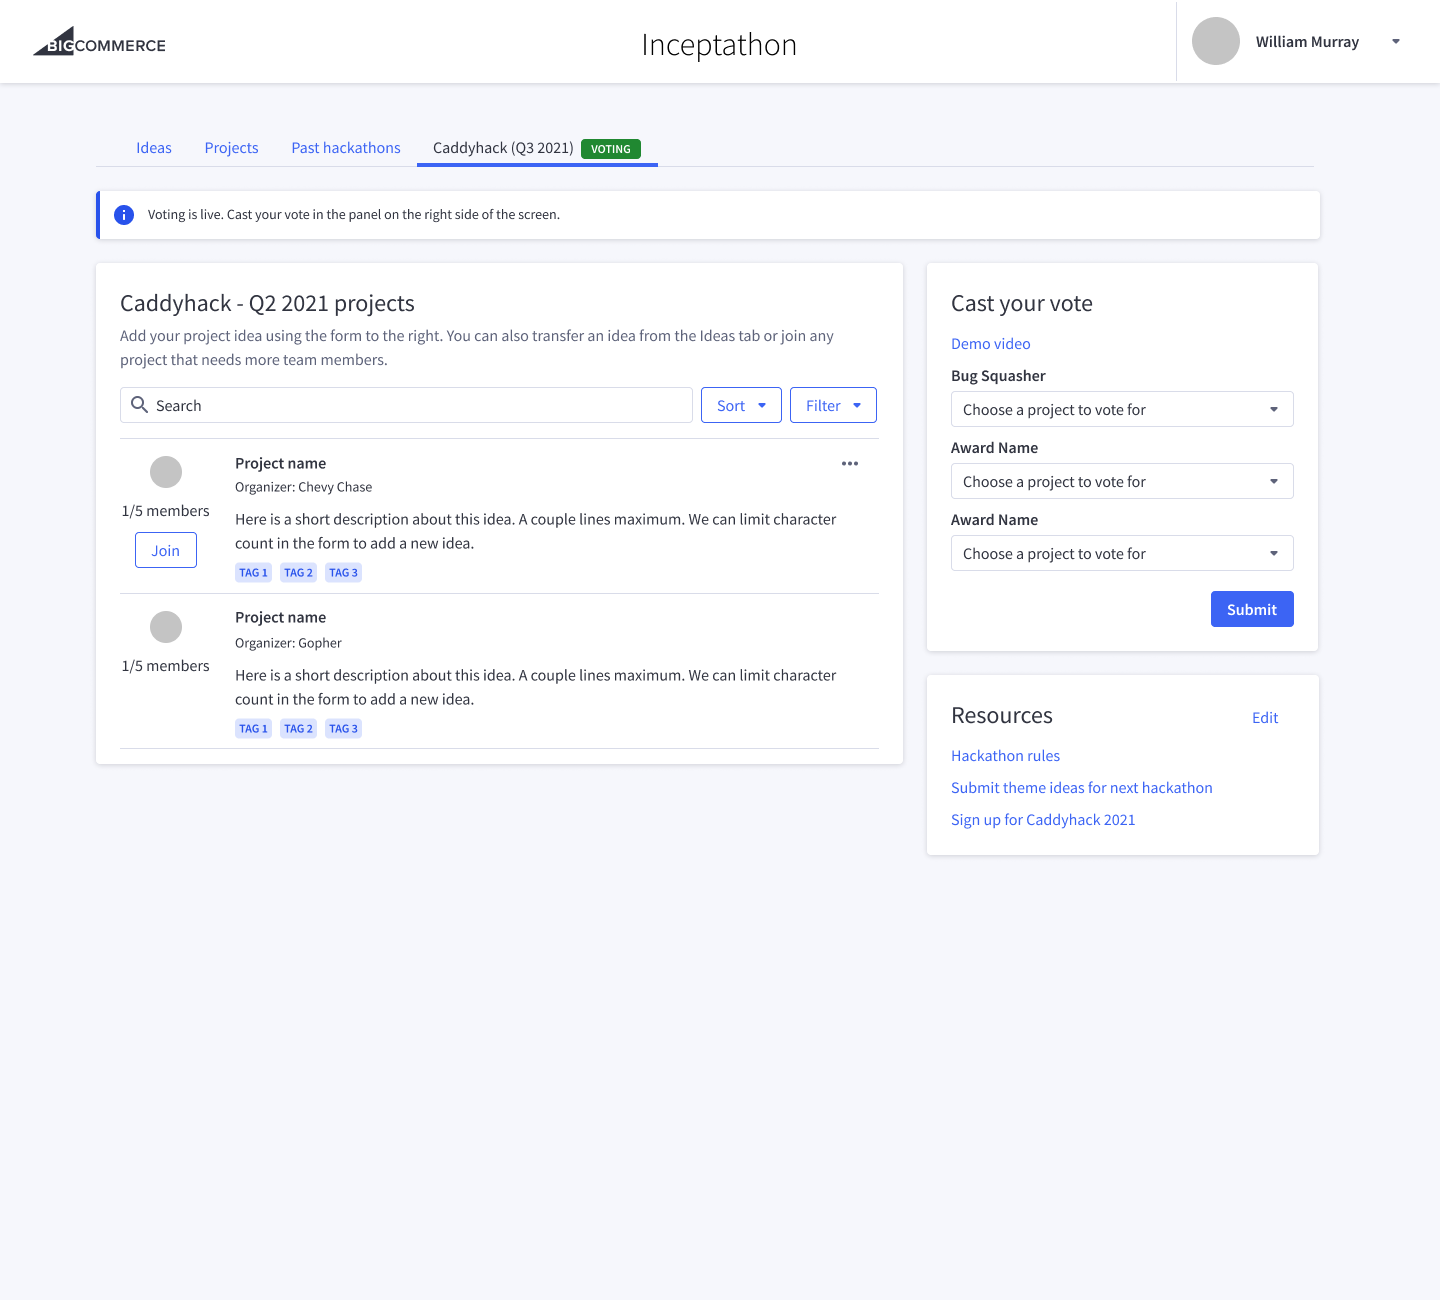 BIGCOMMERCE
Inceptathon
William Murray
Ideas Projects Past hackathons Caddyhack (Q3 2021) VOTING
Voting is live. Cast your vote in the panel on the right side of the screen.
Caddyhack - Q2 2021 projects
Add your project idea using the form to the right. You can also transfer an idea from the Ideas tab or join any
project that needs more team members.
Search
Sort
Filter
Project name
Organizer: Chevy Chase
1/5 members
Join
Here is a short description about this idea. A couple lines maximum. We can limit character
count in the form to add a new idea.
TAG 1 TAG 2 TAG 3
Project name
Organizer: Gopher
1/5 members
Here is a short description about this idea. A couple lines maximum. We can limit character
count in the form to add a new idea.
TAG 1 TAG 2 TAG 3
Cast your vote
Demo video
Bug Squasher
Choose a project to vote for
Award Name
Choose a project to vote for
Award Name
Choose a project to vote for
Submit
Resources
Edit
Hackathon rules
Submit theme ideas for next hackathon
Sign up for Caddyhack 2021